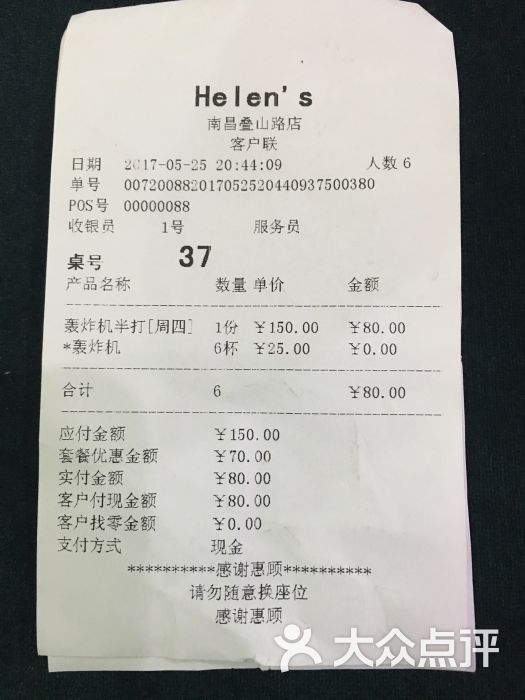 Helen's
南昌叠山路店
客户联
日期 2017-05-25 20:44:09 人数 6
单号 00720088201705252044093750​0380
POS号 00000088
收银员 1号 服务员
桌号 37
产品名称 数量 单价 金额
轰炸机半打[周四] 1份 ￥150.00 ￥80.00
*轰炸机 6杯 ￥25.00 ￥0.00
合计 6 ￥80.00
应付金额 ￥150.00
套餐优惠金额 ￥70.00
实付金额 ￥80.00
客户付现金额 ￥80.00
客户找零金额 ￥0.00
支付方式 现金
**********感谢惠顾**********
请勿随意换座位
感谢惠顾
大众点评